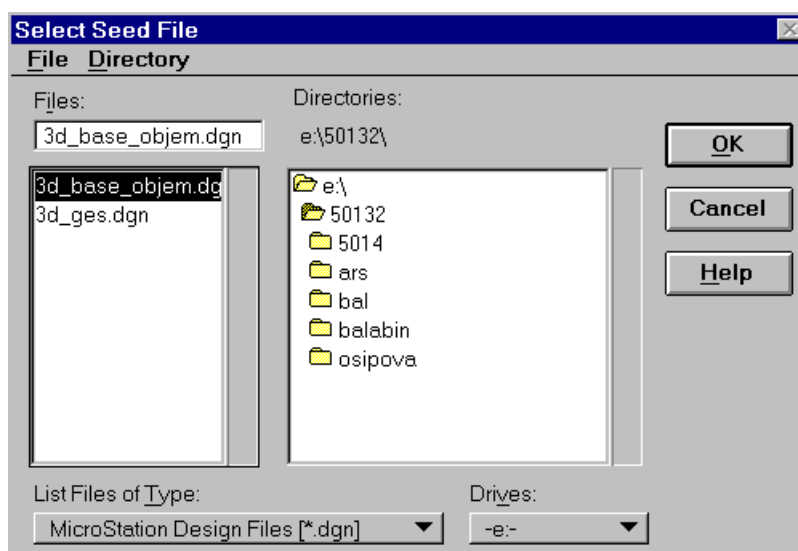 Select Seed File
File Directory
Files:
3d_base_objem.dgn
3d_base_objem.dg
3d_ges.dgn
Directories:
e:\50132\
e:\
50132
5014
ars
bal
balabin
osipova
OK
Cancel
Help
List Files of Type:
MicroStation Design Files [*.dgn]
Drives:
-e:-